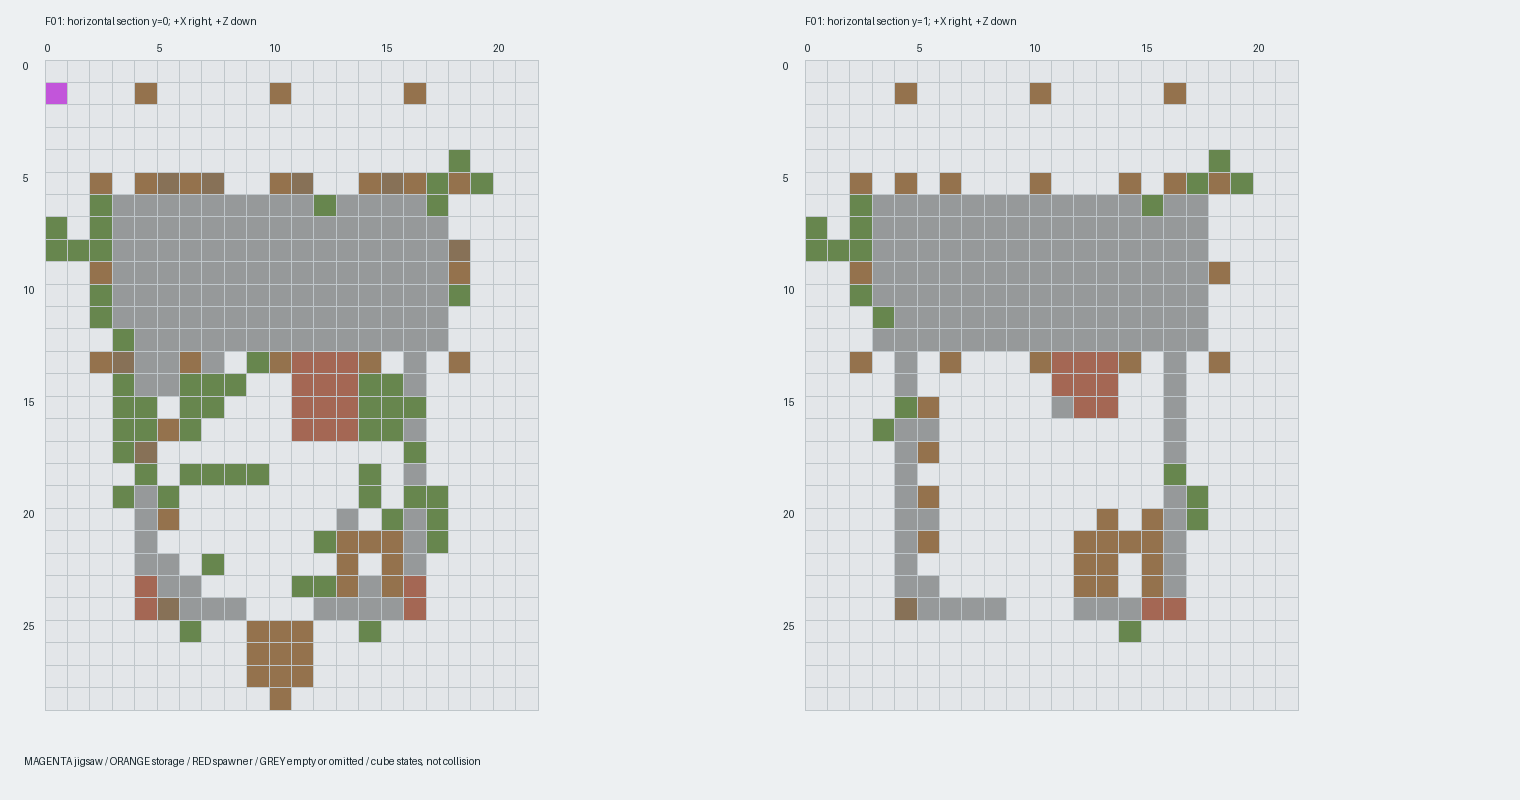 F01: horizontal section y=0; +X right, +Z down
F01: horizontal section y=1; +X right, +Z down
0 5 10 15 20
0 5 10 15 20
0
0
5
5
10
10
15
15
20
20
25
25
MAGENTA jigsaw / ORANGE storage / RED spawner / GREY empty or omitted / cube states, not collision